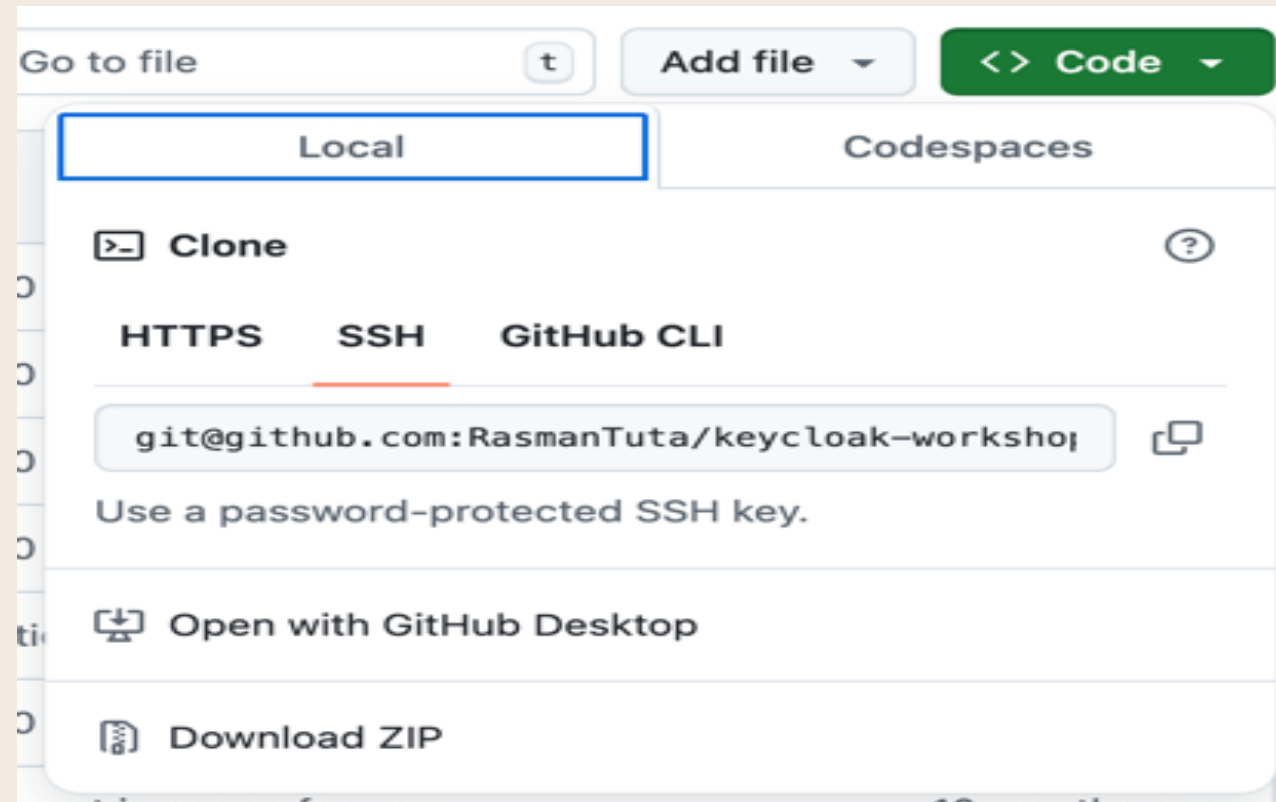 Go to file t Add file <> Code
Local Codespaces
Clone
HTTPS SSH GitHub CLI
git@github.com:RasmanTuta/keycloak-workshop
Use a password-protected SSH key.
Open with GitHub Desktop
Download ZIP